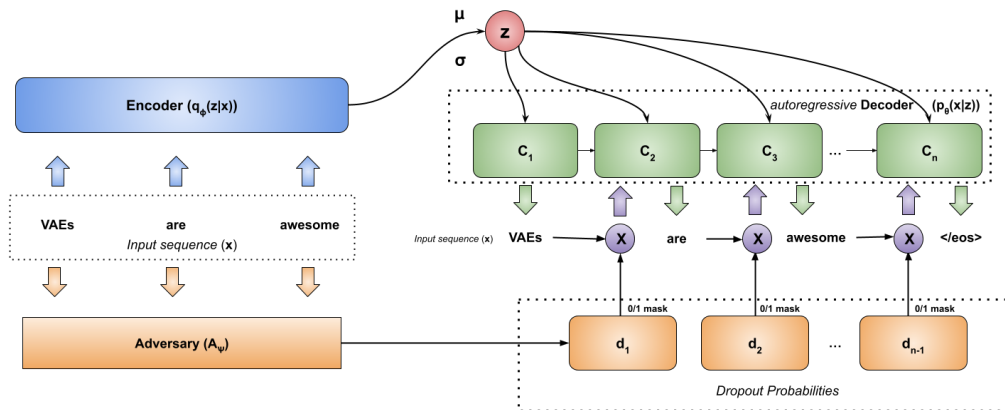 μ
z
σ
Encoder (qϕ(z|x))
autoregressive Decoder (pθ(x|z))
C1 C2 C3 ... Cn
VAEs are awesome
Input sequence (x)
Input sequence (x) VAEs X are X awesome X </eos>
0/1 mask 0/1 mask 0/1 mask
Adversary (Aψ)
d1 d2 ... dn-1
Dropout Probabilities